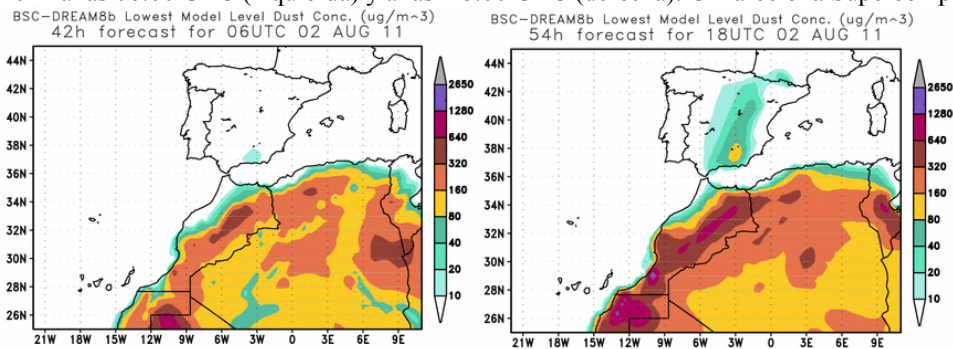 BSC-DREAM8b Lowest Model Level Dust Conc. (ug/m^3)
42h forecast for 06UTC 02 AUG 11
44N
42N
40N
38N
36N
34N
32N
30N
28N
26N
21W 18W 15W 12W 9W 6W 3W 0 3E 6E 9E
2650
1280
640
320
160
80
40
20
10
BSC-DREAM8b Lowest Model Level Dust Conc. (ug/m^3)
54h forecast for 18UTC 02 AUG 11
44N
42N
40N
38N
36N
34N
32N
30N
28N
26N
21W 18W 15W 12W 9W 6W 3W 0 3E 6E 9E
2650
1280
640
320
160
80
40
20
10